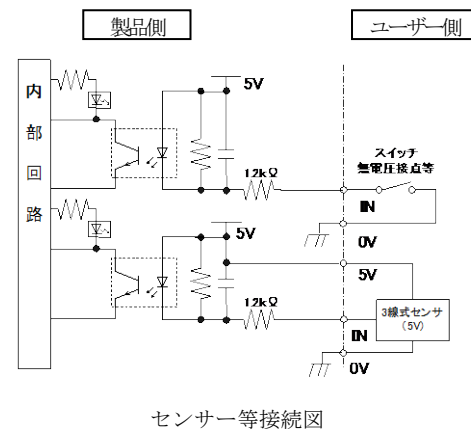 製品側
ユーザー側
内部回路
5V
1.2kΩ
スイッチ
無電圧接点等
IN
0V
5V
5V
1.2kΩ
3線式センサ
(5V)
IN
0V
センサー等接続図